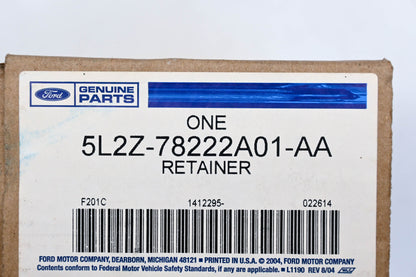 Ford GENUINE PARTS
ONE
5L2Z-78222A01-AA
RETAINER
F201C 1412295- 022614
FORD MOTOR COMPANY, DEARBORN, MICHIGAN 48121 ■ PRINTED IN U.S.A. © 2004, FORD MOTOR COMPANY
Contents conform to Federal Motor Vehicle Safety Standards, if any are applicable. ■ L1190 REV 8/04